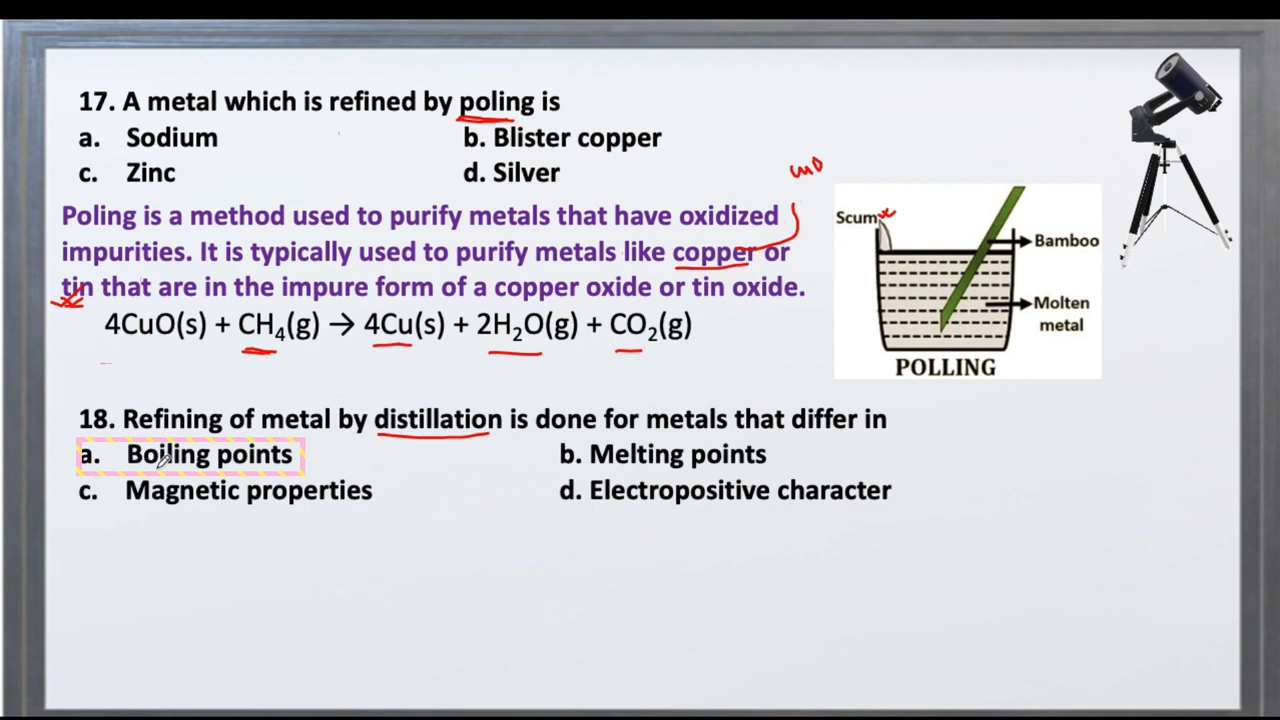 17. A metal which is refined by poling is
a. Sodium
b. Blister copper
c. Zinc
d. Silver
Poling is a method used to purify metals that have oxidized
impurities. It is typically used to purify metals like copper or
tin that are in the impure form of a copper oxide or tin oxide.
4CuO(s) + CH₄(g) → 4Cu(s) + 2H₂O(g) + CO₂(g)
Scum
Bamboo
Molten
metal
POLLING
18. Refining of metal by distillation is done for metals that differ in
a. Boiling points
b. Melting points
c. Magnetic properties
d. Electropositive character